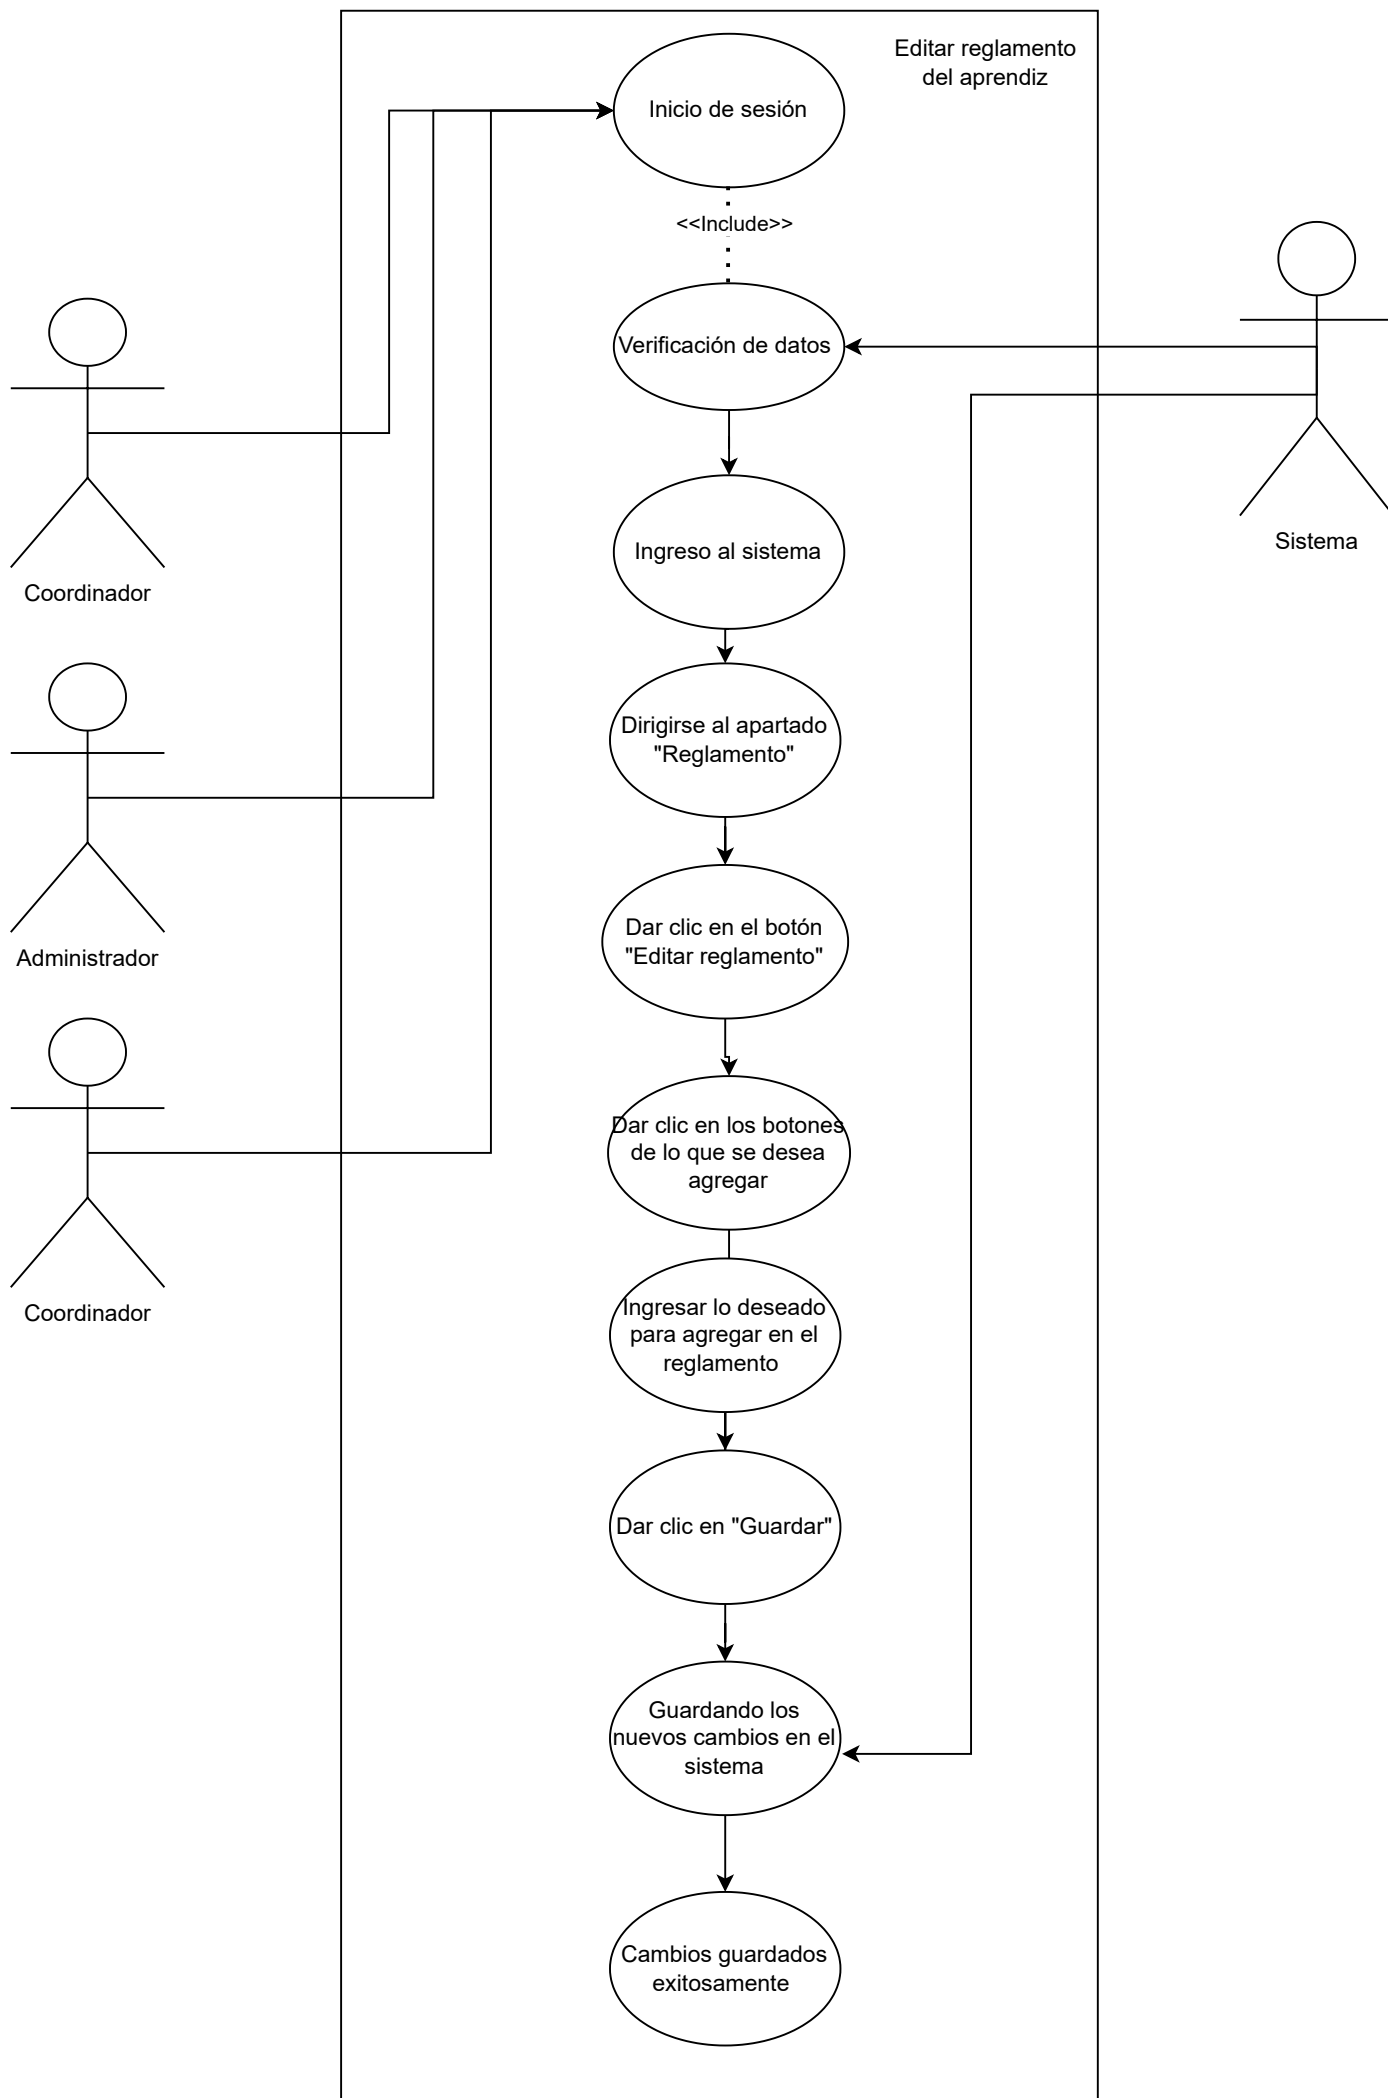 Editar reglamento
del aprendiz
Inicio de sesión
<<Include>>
Verificación de datos
Ingreso al sistema
Sistema
Coordinador
Dirigirse al apartado
"Reglamento"
Dar clic en el botón
"Editar reglamento"
Administrador
Dar clic en los botones
de lo que se desea
agregar
Coordinador
Ingresar lo deseado
para agregar en el
reglamento
Dar clic en "Guardar"
Guardando los
nuevos cambios en el
sistema
Cambios guardados
exitosamente